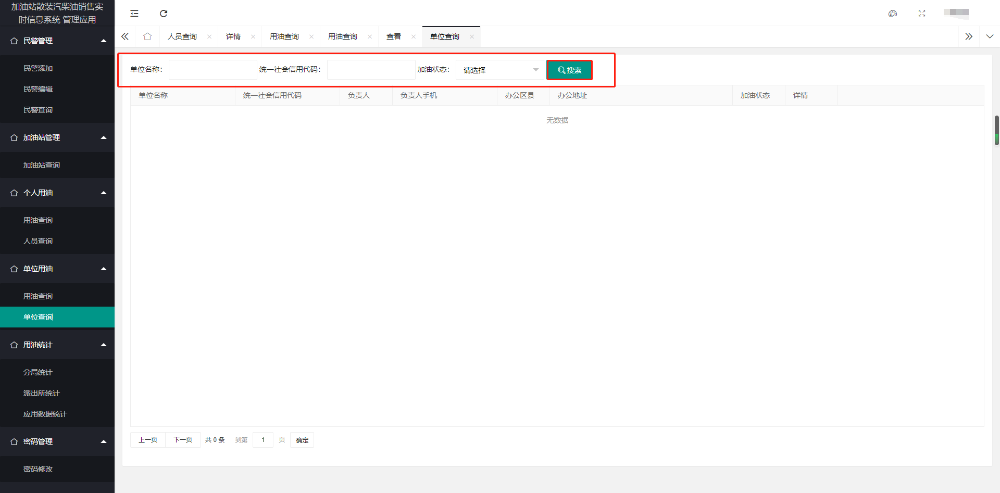 加油站散装汽柴油销售实
时信息系统 管理应用
民警管理
民警添加
民警编辑
民警查询
加油站管理
加油站查询
个人用油
用油查询
人员查询
单位用油
用油查询
单位查询
用油统计
分局统计
派出所统计
应用数据统计
密码管理
密码修改
人员查询 详情 用油查询 用油查询 查看 单位查询
单位名称： 统一社会信用代码： 加油状态： 请选择 搜索
单位名称 统一社会信用代码 负责人 负责人手机 办公区县 办公地址 加油状态 详情
无数据
上一页 下一页 共 0 条 到第 1 页 确定